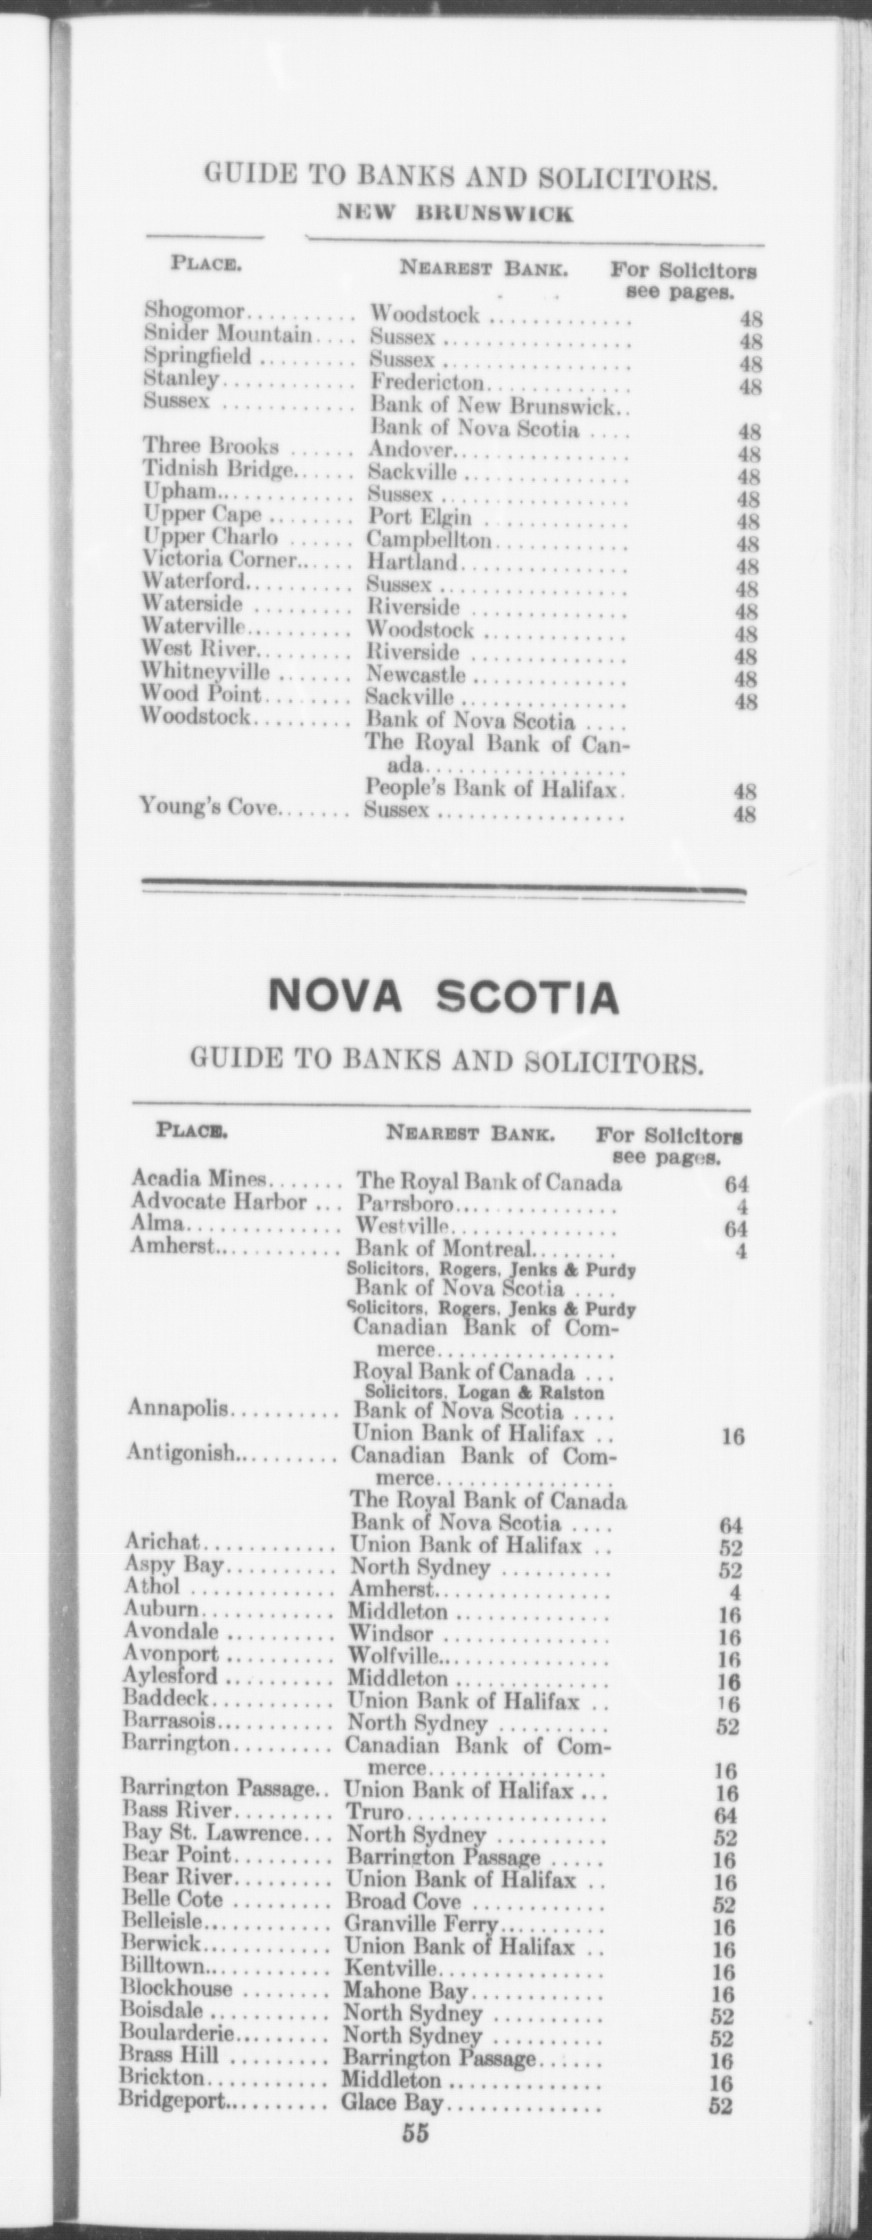 GUIDE TO BANKS AND SOLICITORS.
NEW BRUNSWICK
PLACE. NEAREST BANK. For Solicitors
see pages.
Shogomor.......... Woodstock ............. 48
Snider Mountain.... Sussex ................. 48
Springfield ......... Sussex ................. 48
Stanley............ Fredericton............. 48
Sussex ............ Bank of New Brunswick..
Bank of Nova Scotia .... 48
Three Brooks ...... Andover................ 48
Tidnish Bridge...... Sackville ............... 48
Upham............. Sussex ................. 48
Upper Cape ........ Port Elgin ............. 48
Upper Charlo ...... Campbellton............ 48
Victoria Corner...... Hartland............... 48
Waterford.......... Sussex ................. 48
Waterside ......... Riverside .............. 48
Waterville.......... Woodstock ............. 48
West River......... Riverside .............. 48
Whitneyville ....... Newcastle .............. 48
Wood Point........ Sackville ............... 48
Woodstock......... Bank of Nova Scotia ....
The Royal Bank of Can-
ada..................
People's Bank of Halifax. 48
Young's Cove....... Sussex ................. 48
NOVA SCOTIA
GUIDE TO BANKS AND SOLICITORS.
PLACE. NEAREST BANK. For Solicitors
see pages.
Acadia Mines....... The Royal Bank of Canada 64
Advocate Harbor ... Parrsboro............... 4
Alma.............. Westville............... 64
Amherst............ Bank of Montreal........ 4
Solicitors, Rogers, Jenks & Purdy
Bank of Nova Scotia ....
Solicitors, Rogers, Jenks & Purdy
Canadian Bank of Com-
merce................
Royal Bank of Canada ...
Solicitors, Logan & Ralston
Annapolis.......... Bank of Nova Scotia ....
Union Bank of Halifax .. 16
Antigonish.......... Canadian Bank of Com-
merce................
The Royal Bank of Canada
Bank of Nova Scotia .... 64
Arichat............ Union Bank of Halifax .. 52
Aspy Bay.......... North Sydney .......... 52
Athol ............. Amherst................ 4
Auburn............ Middleton .............. 16
Avondale .......... Windsor ............... 16
Avonport .......... Wolfville................ 16
Aylesford .......... Middleton .............. 16
Baddeck........... Union Bank of Halifax .. 16
Barrasois........... North Sydney .......... 52
Barrington......... Canadian Bank of Com-
merce................ 16
Barrington Passage.. Union Bank of Halifax ... 16
Bass River......... Truro.................. 64
Bay St. Lawrence... North Sydney .......... 52
Bear Point......... Barrington Passage ..... 16
Bear River......... Union Bank of Halifax .. 16
Belle Cote ......... Broad Cove ............ 52
Belleisle............ Granville Ferry.......... 16
Berwick............ Union Bank of Halifax .. 16
Billtown............ Kentville............... 16
Blockhouse ........ Mahone Bay............ 16
Boisdale ........... North Sydney .......... 52
Boularderie......... North Sydney .......... 52
Brass Hill ......... Barrington Passage...... 16
Brickton........... Middleton .............. 16
Bridgeport.......... Glace Bay.............. 52
55